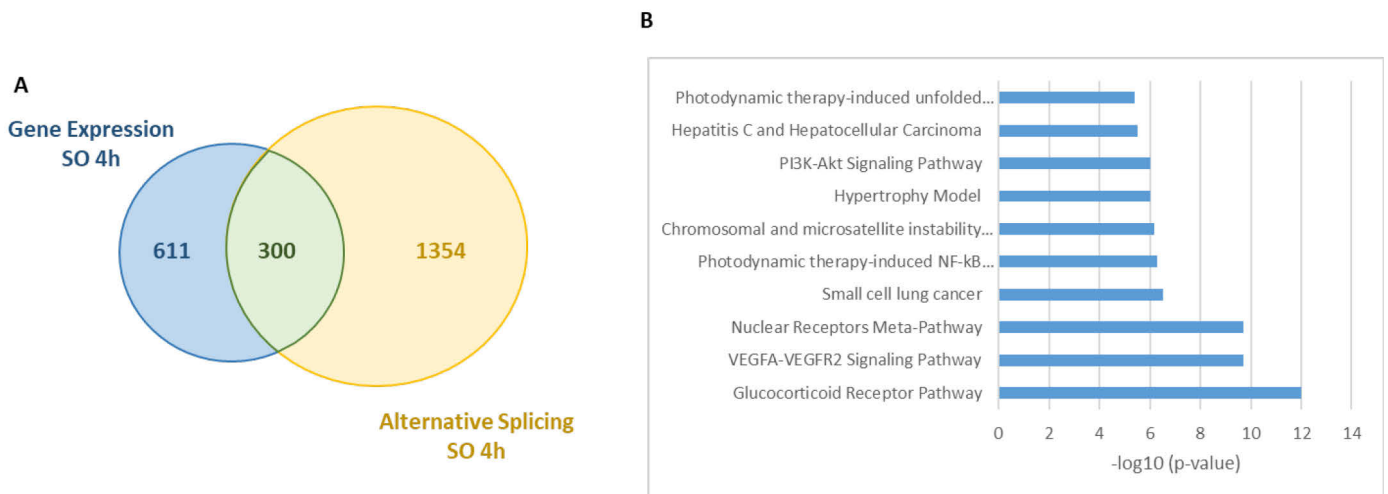 A
Gene Expression
SO 4h
611
300
1354
Alternative Splicing
SO 4h
B
Photodynamic therapy-induced unfolded...
Hepatitis C and Hepatocellular Carcinoma
PI3K-Akt Signaling Pathway
Hypertrophy Model
Chromosomal and microsatellite instability...
Photodynamic therapy-induced NF-kB...
Small cell lung cancer
Nuclear Receptors Meta-Pathway
VEGFA-VEGFR2 Signaling Pathway
Glucocorticoid Receptor Pathway
0 2 4 6 8 10 12 14
-log10 (p-value)